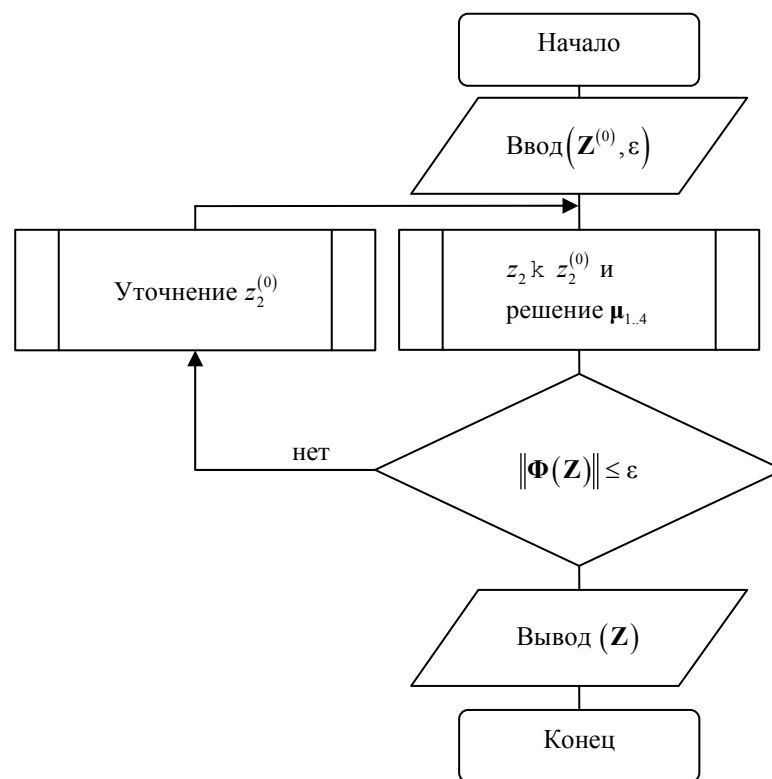 Начало
Ввод(𝐙⁽⁰⁾, ε)
Уточнение z₂⁽⁰⁾
z₂ k z₂⁽⁰⁾ и
решение 𝛍₁..₄
нет
‖𝚽(𝐙)‖ ≤ ε
Вывод (𝐙)
Конец